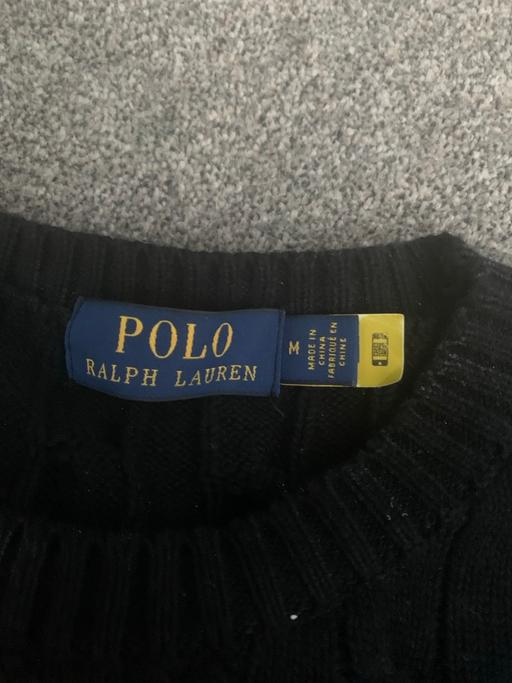 POLO
RALPH LAUREN
M
MADE IN
CHINA
FABRIQUÉ EN
CHINE